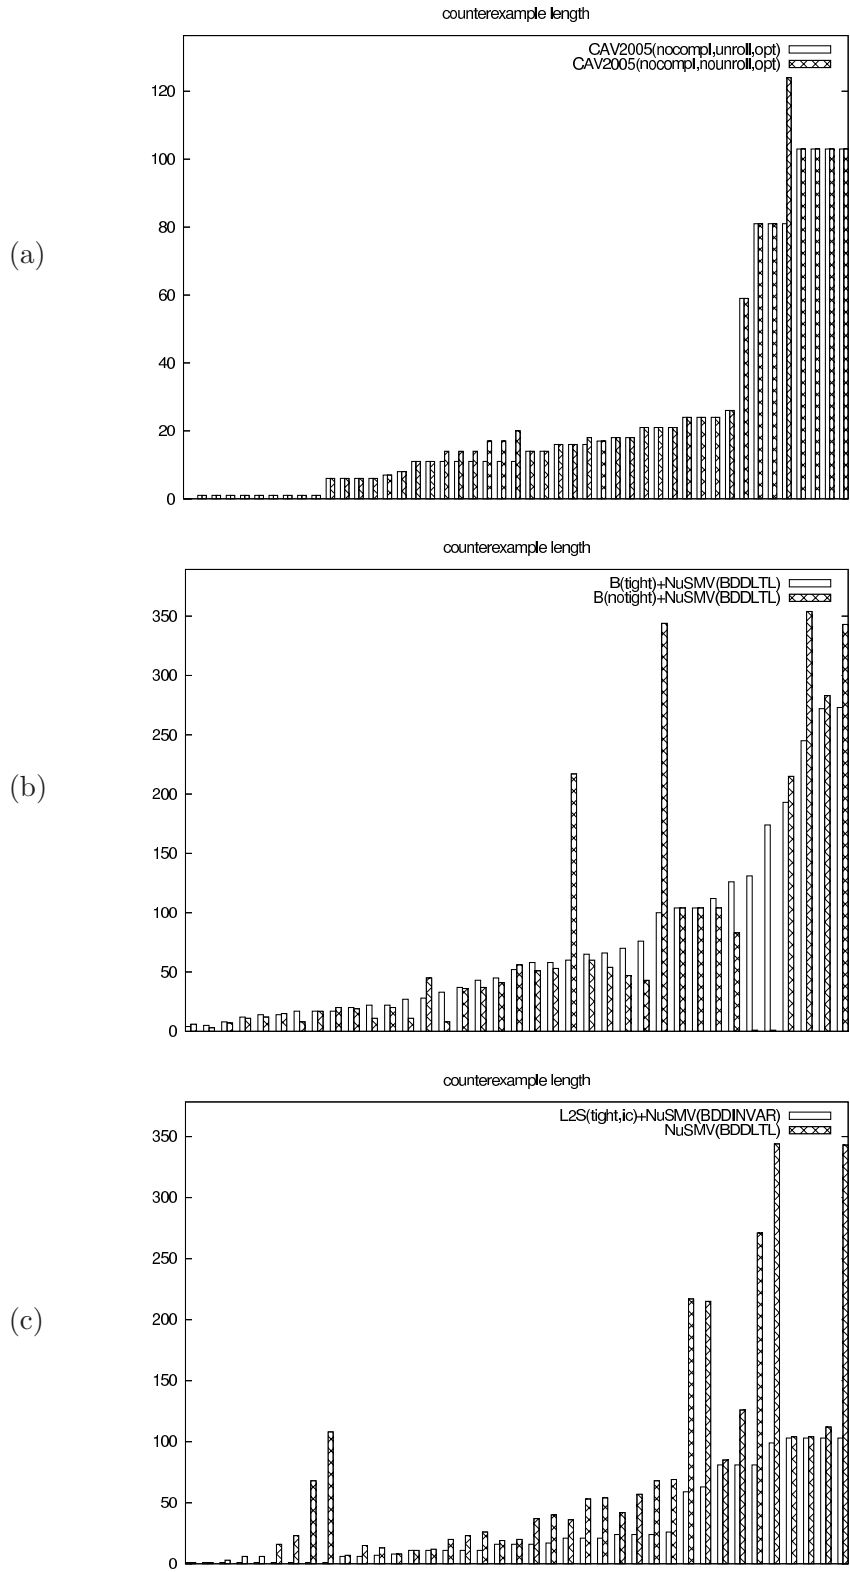 counterexample length
CAV2005(nocompl,unroll,opt)
CAV2005(nocompl,nounroll,opt)
120
100
80
60
40
20
0
(a)
counterexample length
B(tight)+NuSMV(BDDLTL)
B(notight)+NuSMV(BDDLTL)
350
300
250
200
150
100
50
0
(b)
counterexample length
L2S(tight,ic)+NuSMV(BDDINVAR)
NuSMV(BDDLTL)
350
300
250
200
150
100
50
0
(c)